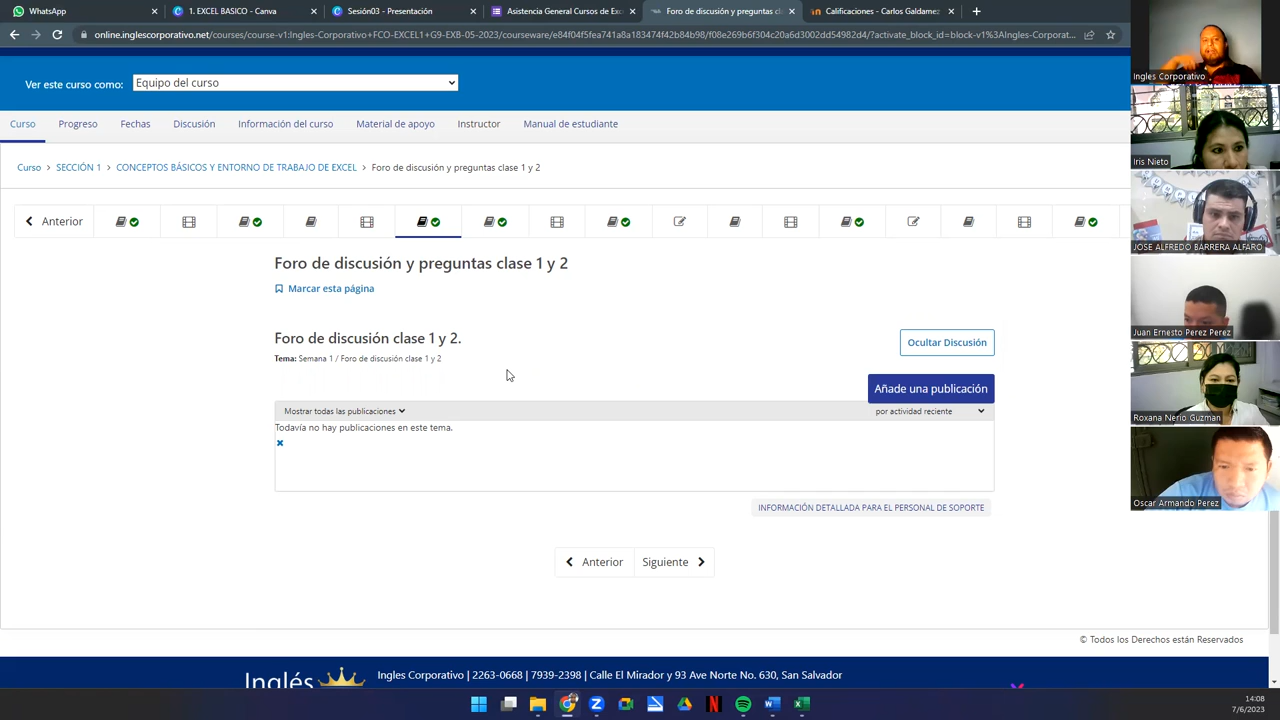 WhatsApp
1. EXCEL BASICO - Canva
Sesión03 - Presentación
Asistencia General Cursos de Exc
Foro de discusión y preguntas cl
Calificaciones - Carlos Galdamez
online.inglescorporativo.net/courses/course-v1:Ingles-Corporativo+FCO-EXCEL1+G9-EXB-05-2023/courseware/e84f04f5fea741a8a183474f42b84b98/f08e269b6f304c20a6d3002dd54982d4/?activate_block_id=block-v1%3AIngles-Corporat...
Ver este curso como:
Equipo del curso
Curso
Progreso
Fechas
Discusión
Información del curso
Material de apoyo
Instructor
Manual de estudiante
Curso > SECCIÓN 1 > CONCEPTOS BÁSICOS Y ENTORNO DE TRABAJO DE EXCEL > Foro de discusión y preguntas clase 1 y 2
Anterior
Foro de discusión y preguntas clase 1 y 2
Marcar esta página
Foro de discusión clase 1 y 2.
Tema: Semana 1 / Foro de discusión clase 1 y 2
Ocultar Discusión
Añade una publicación
Mostrar todas las publicaciones
por actividad reciente
Todavía no hay publicaciones en este tema.
INFORMACIÓN DETALLADA PARA EL PERSONAL DE SOPORTE
Anterior
Siguiente
© Todos los Derechos están Reservados
Inglés
Ingles Corporativo | 2263-0668 | 7939-2398 | Calle El Mirador y 93 Ave Norte No. 630, San Salvador
Ingles Corporativo
Iris Nieto
JOSE ALFREDO BARRERA ALFARO
Juan Ernesto Perez Perez
Roxana Nerio Guzman
Oscar Armando Perez
14:08
7/6/2023